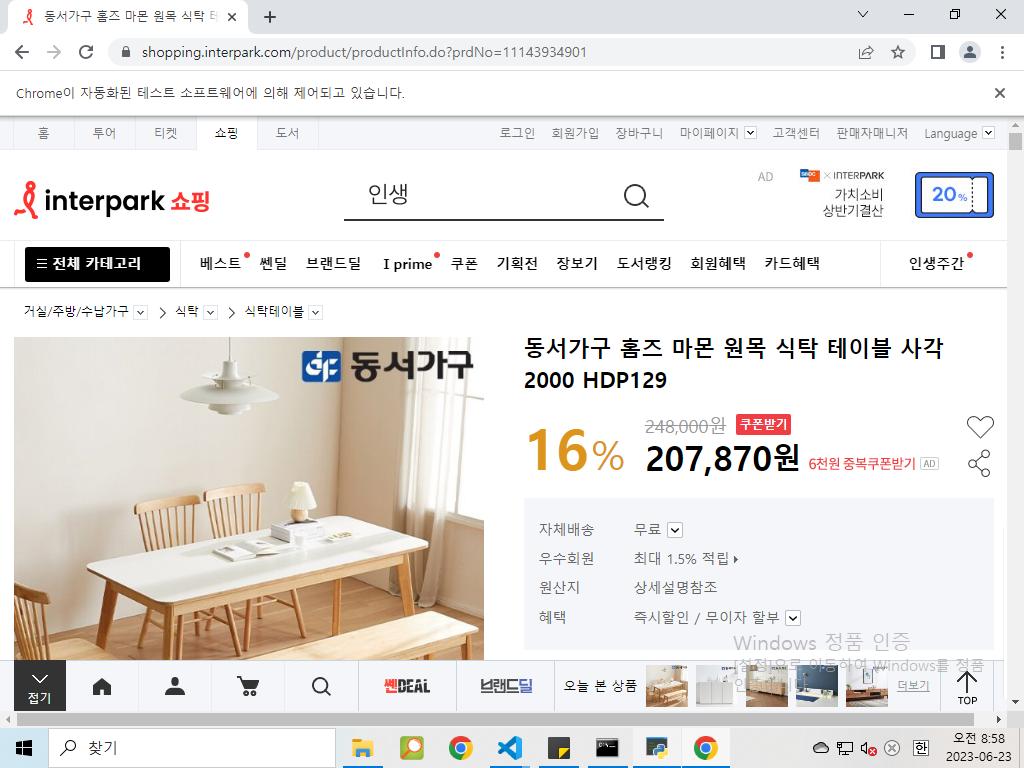 동서가구 홈즈 마몬 원목 식탁 테
shopping.interpark.com/product/productInfo.do?prdNo=11143934901
Chrome이 자동화된 테스트 소프트웨어에 의해 제어되고 있습니다.
홈 투어 티켓 쇼핑 도서 로그인 회원가입 장바구니 마이페이지 고객센터 판매자매니저 Language
interpark 쇼핑
인생
AD
× INTERPARK
가치소비
상반기결산
20%
전체 카테고리 베스트 쎈딜 브랜드딜 I prime 쿠폰 기획전 장보기 도서랭킹 회원혜택 카드혜택 인생주간
거실/주방/수납가구 식탁 식탁테이블
동서가구
동서가구 홈즈 마몬 원목 식탁 테이블 사각
2000 HDP129
16%
248,000원 쿠폰받기
207,870원 6천원 중복쿠폰받기 AD
자체배송 무료
우수회원 최대 1.5% 적립
원산지 상세설명참조
혜택 즉시할인 / 무이자 할부
Windows 정품 인증
[설정]으로 이동하여 Windows를 정품
접기
쎈DEAL
브랜드딜
오늘 본 상품
더보기
TOP
찾기
한
오전 8:58
2023-06-23